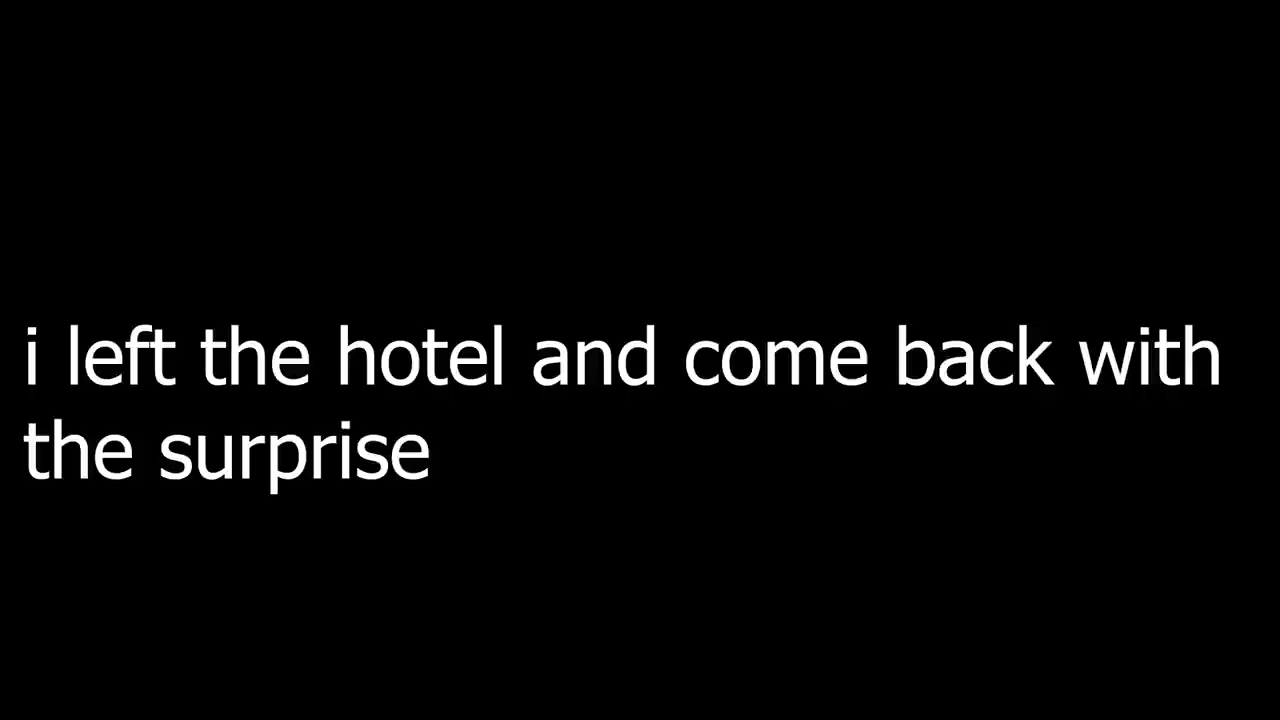 i left the hotel and come back with
the surprise